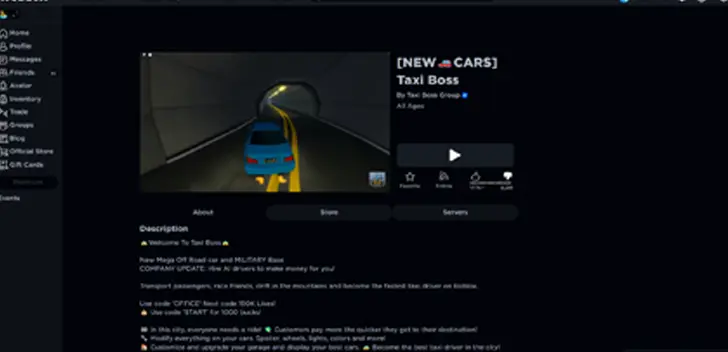 Home
Profile
Messages
Friends
Avatar
Inventory
Trade
Groups
Blog
Official Store
Gift Cards
Events
[NEW🚗CARS]
Taxi Boss
By Taxi Boss Group
All Ages
Favorite
Follow
About
Store
Servers
Description
🚕Welcome To Taxi Boss🚕
New Mega Off Road car and MILITARY Base
COMPANY UPDATE: Hire AI drivers to make money for you!
Transport passengers, race friends, drift in the mountains and become the fastest taxi driver on Roblox.
Use code 'OFFICE' Next code 100K Likes!
Use code 'START' for 1000 bucks!
In this city, everyone needs a ride! Customers pay more the quicker they get to their destination!
Modify everything on your cars. Spoiler, wheels, lights, colors and more!
Customize and upgrade your garage and display your best cars. Become the best taxi driver in the city!